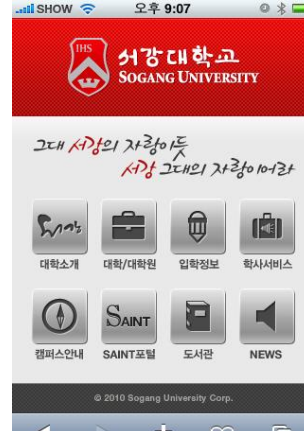 SHOW 오후 9:07
IHS
서강대학교
SOGANG UNIVERSITY
그대 서강의 자랑이듯
서강 그대의 자랑이어라
대학소개 대학/대학원 입학정보 학사서비스
SAINT
캠퍼스안내 SAINT포털 도서관 NEWS
© 2010 Sogang University Corp.